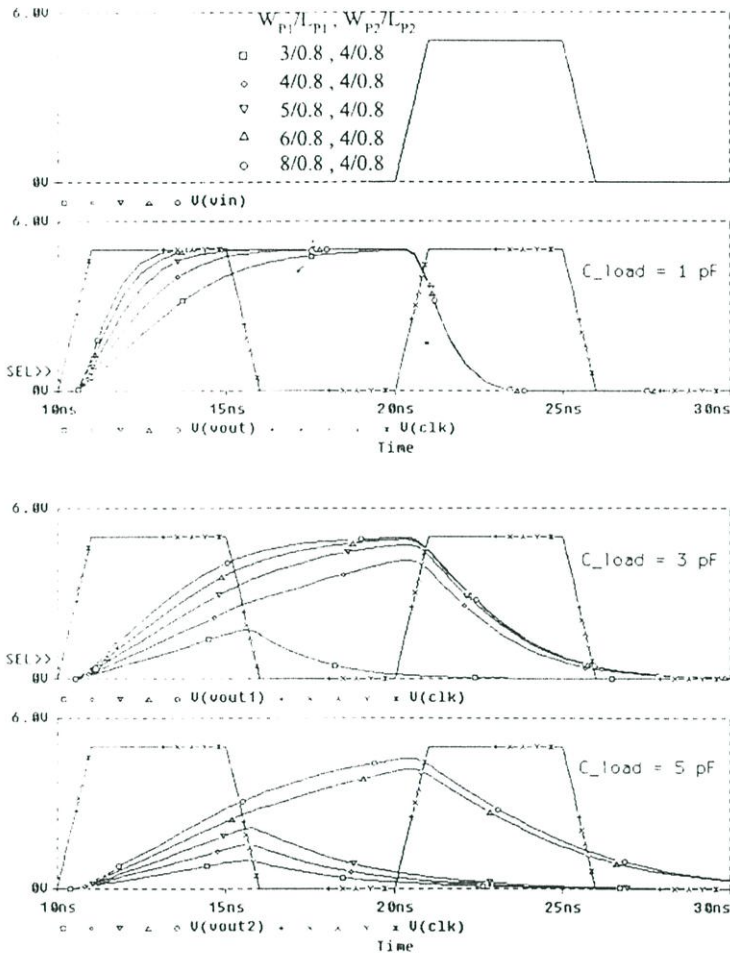 6.0V
W_P1/L_P1 , W_P2/L_P2
3/0.8 , 4/0.8
4/0.8 , 4/0.8
5/0.8 , 4/0.8
6/0.8 , 4/0.8
8/0.8 , 4/0.8
0V
V(vin)
6.0V
C_load = 1 pF
SEL>>
0V
10ns 15ns 20ns 25ns 30ns
V(vout) V(clk)
Time
6.0V
C_load = 3 pF
SEL>>
0V
V(vout1) V(clk)
6.0V
C_load = 5 pF
0V
10ns 15ns 20ns 25ns 30ns
V(vout2) V(clk)
Time